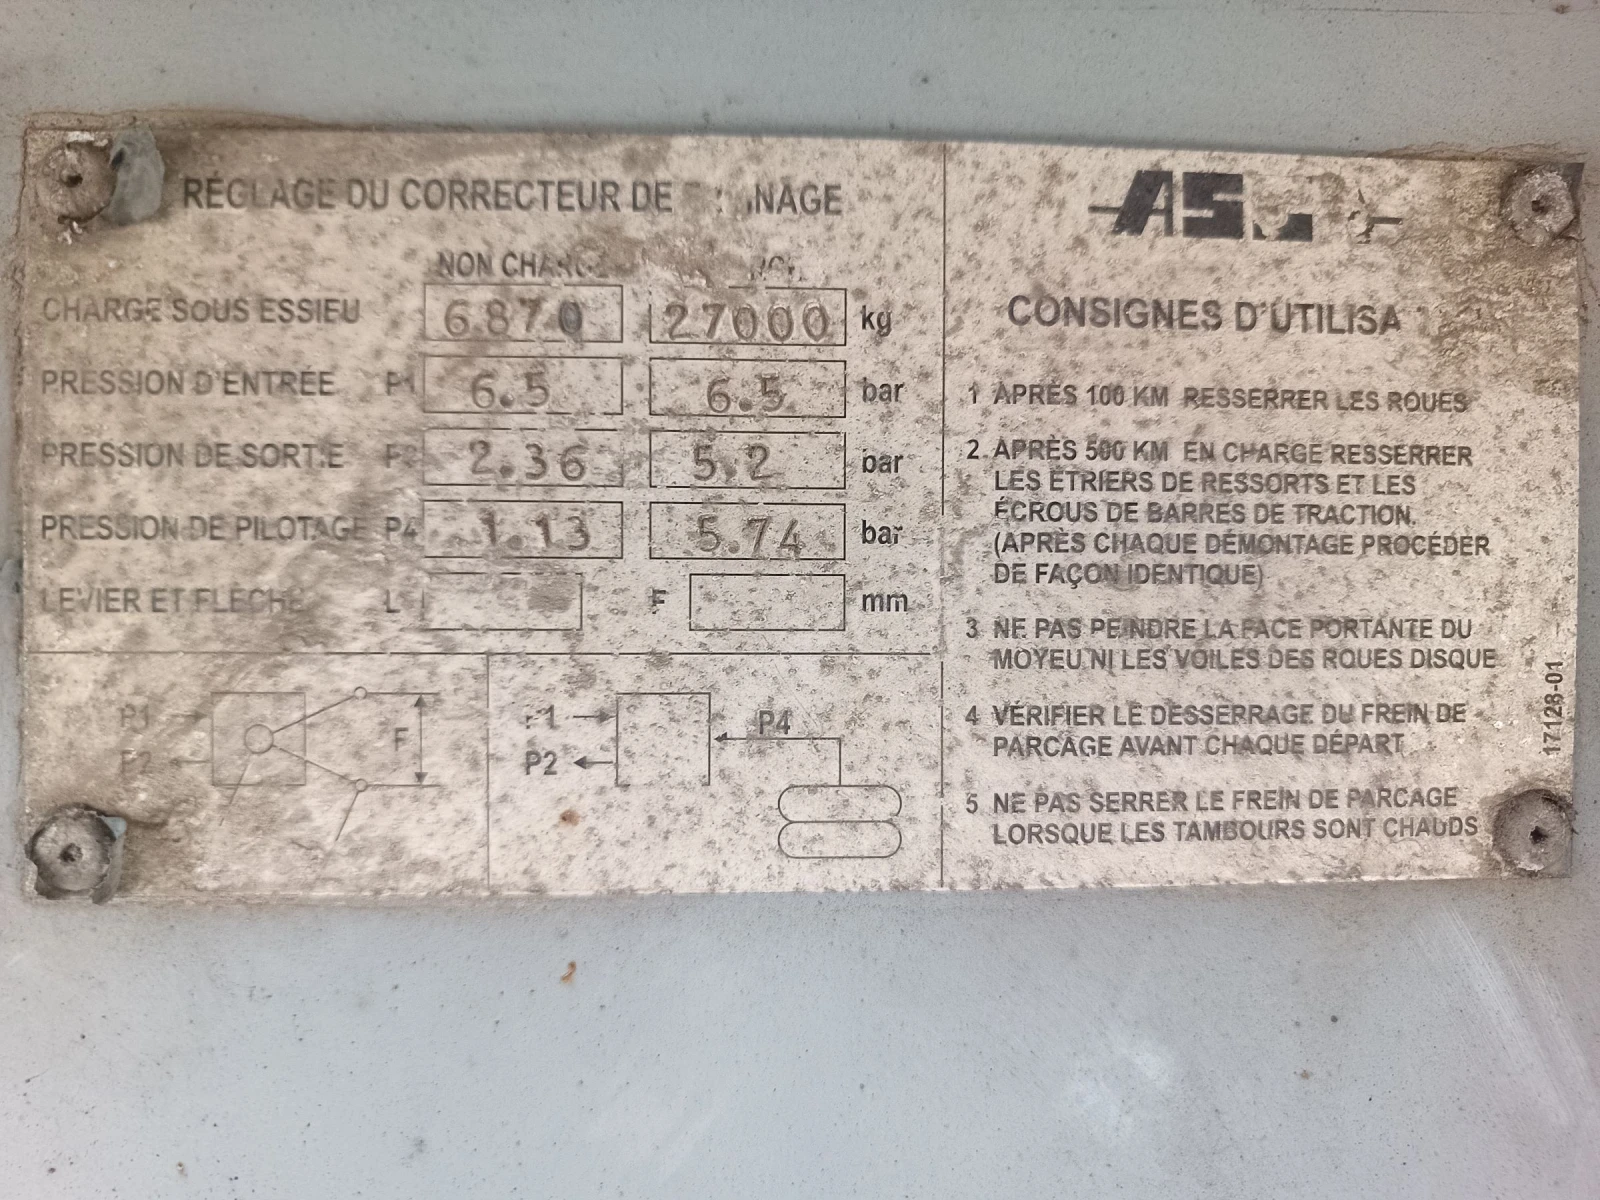 RÉGLAGE DU CORRECTEUR DE
NON
CHARGE SOUS ESSIEU 6870 27000 kg
PRESSION D'ENTRÉE P1 6.5 6.5 bar
PRESSION DE SORTIE P2 2.36 5.2 bar
PRESSION DE PILOTAGE P4 1.13 5.74 bar
LEVIER ET FLECHE L F mm
P1
P2
F
P1
P2
P4
CONSIGNES
1 APRÈS 100 KM RESSERRER LES ROUES
2. APRÈS 500 KM EN CHARGE RESSERRER
LES ÉTRIERS DE RESSORTS ET LES
ÉCROUS DE BARRES DE TRACTION.
(APRÈS CHAQUE DÉMONTAGE PROCÉDER
DE FAÇON IDENTIQUE)
3 NE PAS PEINDRE LA FACE PORTANTE DU
MOYEU NI LES VOILES DES ROUES DISQUE
4 VÉRIFIER LE DESSERRAGE DU FREIN DE
PARCAGE AVANT CHAQUE DÉPART
5 NE PAS SERRER LE FREIN DE PARCAGE
LORSQUE LES TAMBOURS SONT CHAUDS
17128-01